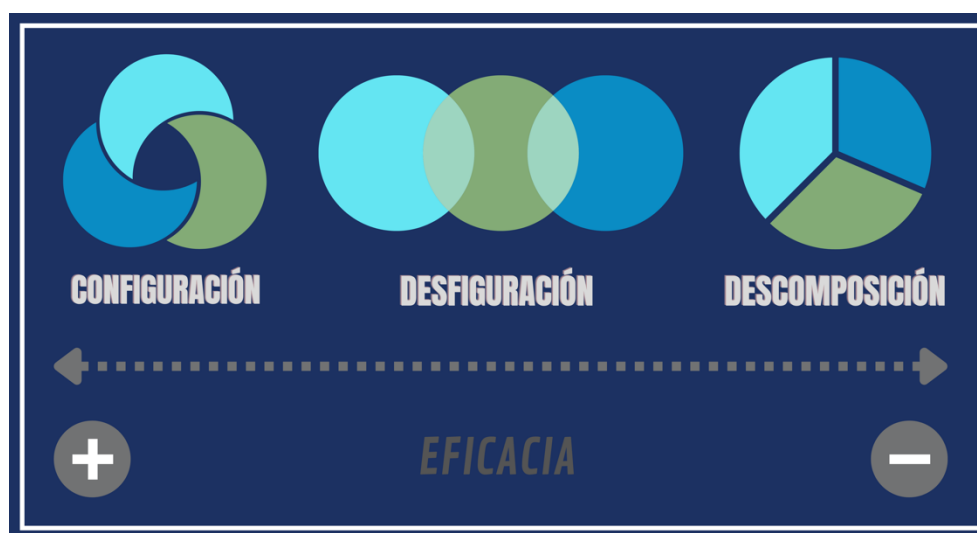 CONFIGURACIÓN
DESFIGURACIÓN
DESCOMPOSICIÓN
+
EFICACIA
−